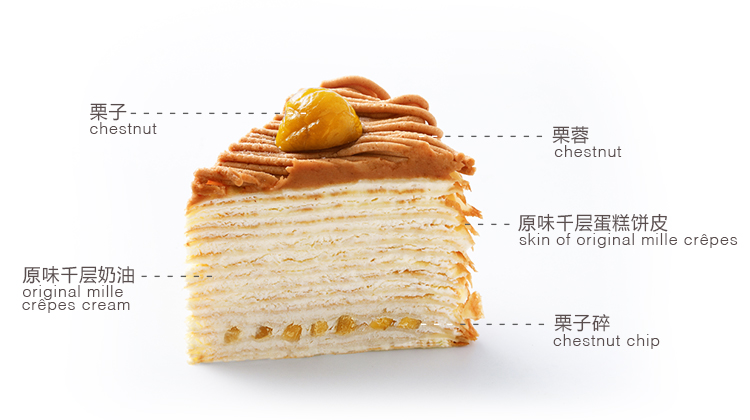 栗子
chestnut
栗蓉
chestnut
原味千层蛋糕饼皮
skin of original mille crêpes
原味千层奶油
original mille
crêpes cream
栗子碎
chestnut chip